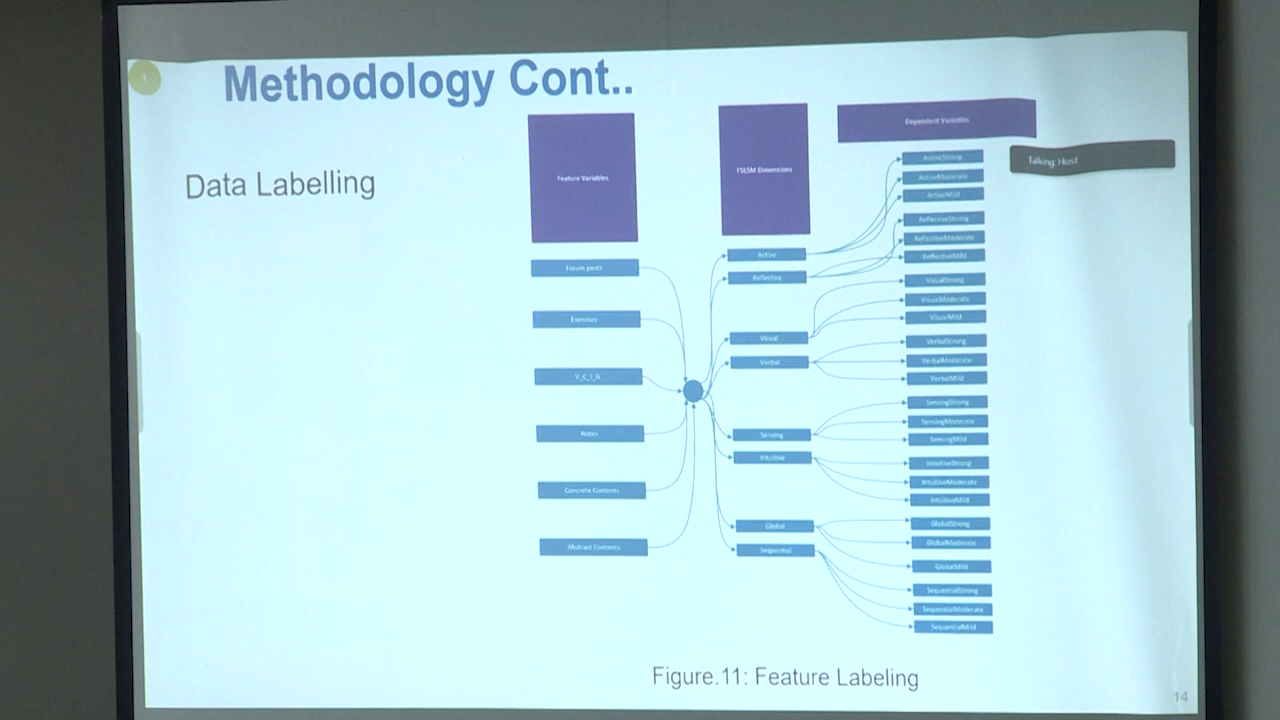 Methodology Cont..
Data Labelling
Feature Variables
Forum posts
Exercises
V_C_I_G
Notes
Concrete Contents
Abstract Contents
FSLSM Dimensions
Active
Reflective
Visual
Verbal
Sensing
Intuitive
Global
Sequential
Dependent Variables
ActiveStrong
ActiveModerate
ActiveMild
ReflectiveStrong
ReflectiveModerate
ReflectiveMild
VisualStrong
VisualModerate
VisualMild
VerbalStrong
VerbalModerate
VerbalMild
SensingStrong
SensingModerate
SensingMild
IntuitiveStrong
IntuitiveModerate
IntuitiveMild
GlobalStrong
GlobalModerate
GlobalMild
SequentialStrong
SequentialModerate
SequentialMild
Talking: Host
Figure.11: Feature Labeling
14